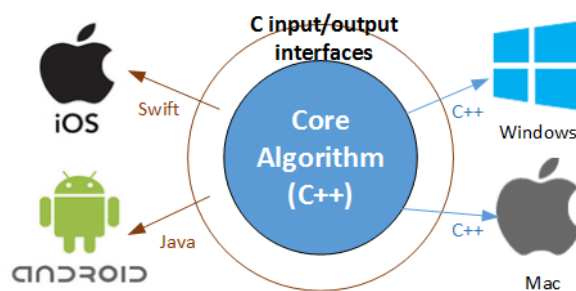 C input/output
interfaces
Swift
iOS
Core
Algorithm
(C++)
C++
Windows
Java
ANDROID
C++
Mac